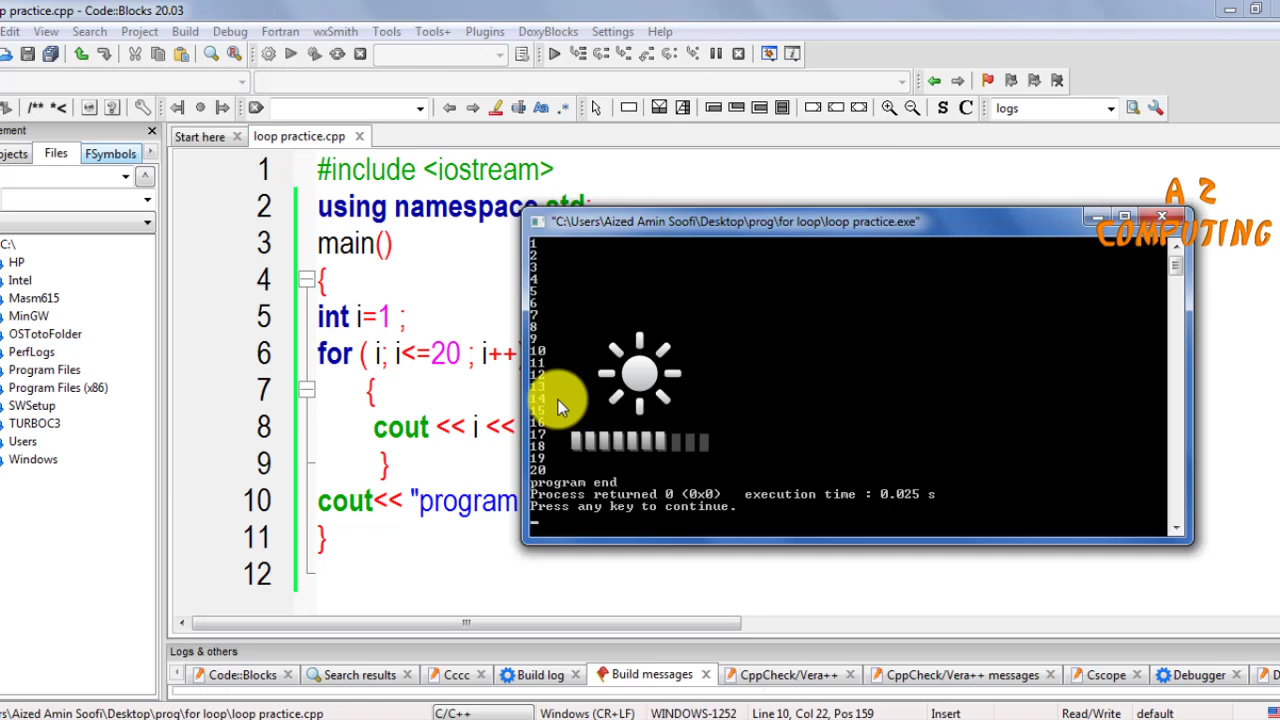 p practice.cpp - Code::Blocks 20.03
Edit View Search Project Build Debug Fortran wxSmith Tools Tools+ Plugins DoxyBlocks Settings Help
/** *< S C logs
ement
Start here loop practice.cpp
ojects Files FSymbols
C:\
HP
Intel
Masm615
MinGW
OSTotoFolder
PerfLogs
Program Files
Program Files (x86)
SWSetup
TURBOC3
Users
Windows
1 #include <iostream>
2 using namespace std;
3 main()
4 {
5 int i=1 ;
6 for ( i; i<=20 ; i++)
7 {
8 cout << i <<
9 }
10 cout<< "program
11 }
12
"C:\Users\Aized Amin Soofi\Desktop\prog\for loop\loop practice.exe"
1
2
3
4
5
6
7
8
9
10
11
12
13
14
15
16
17
18
19
20
program end
Process returned 0 (0x0) execution time : 0.025 s
Press any key to continue.
A 2
COMPUTING
Logs & others
Code::Blocks Search results Cccc Build log Build messages CppCheck/Vera++ CppCheck/Vera++ messages Cscope Debugger
/Users/Aized Amin Soofi/Desktop/prog/for loop/loop practice.cpp C/C++ Windows (CR+LF) WINDOWS-1252 Line 10, Col 22, Pos 159 Insert Read/Write default